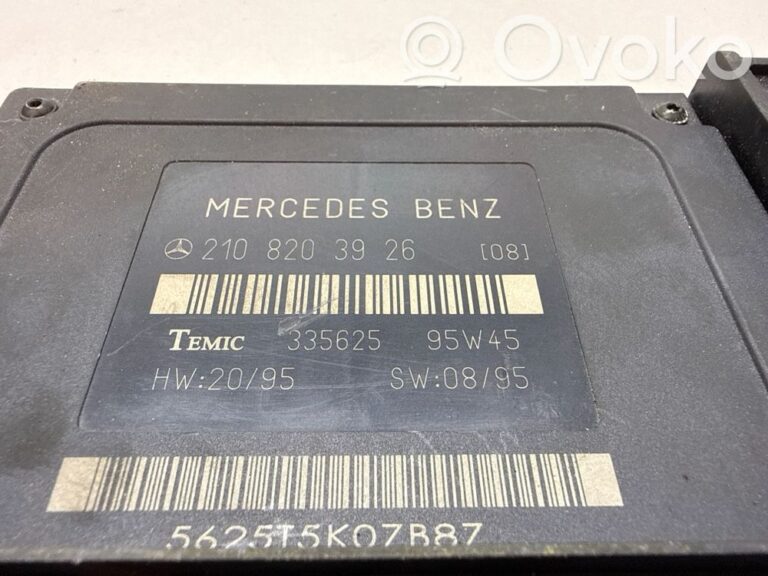 Ovoko
MERCEDES BENZ
210 820 39 26 [08]
TEMIC 335625 95W45
HW:20/95 SW:08/95
5625T5K07B87